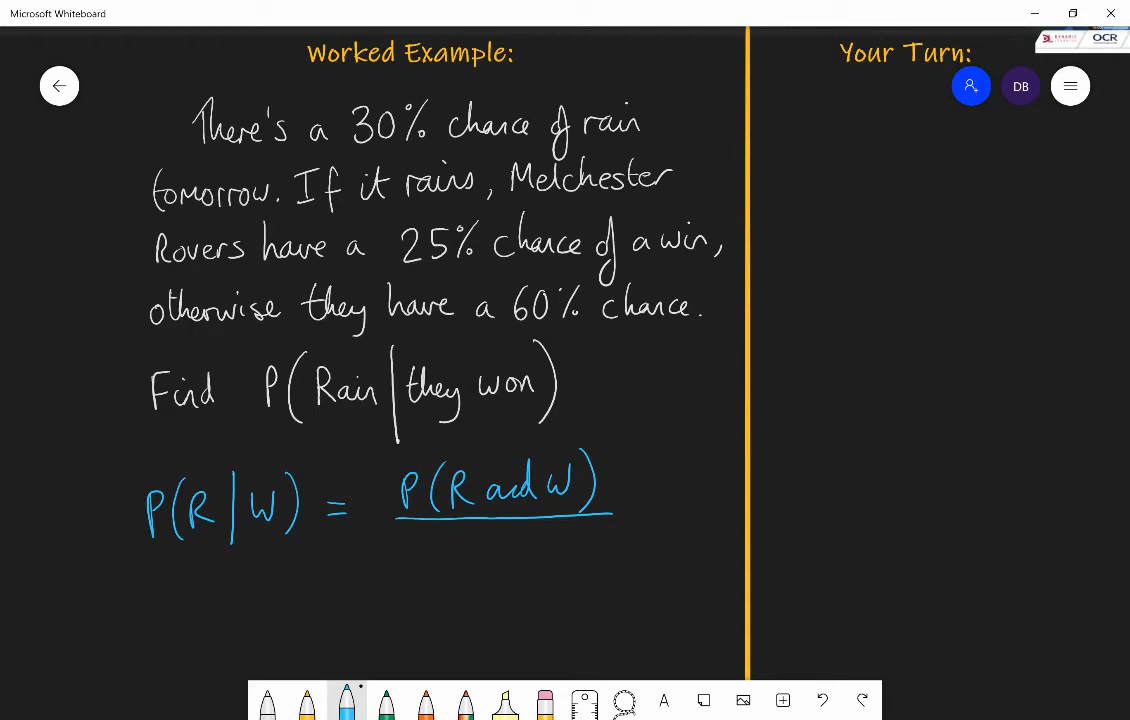 Microsoft Whiteboard
Worked Example:
There's a 30% chance of rain
tomorrow. If it rains, Melchester
Rovers have a 25% chance of a win,
otherwise they have a 60% chance.
Find P(Rain | they won)
P(R | W) = P(R and W)
Your Turn:
OCR
DB
A